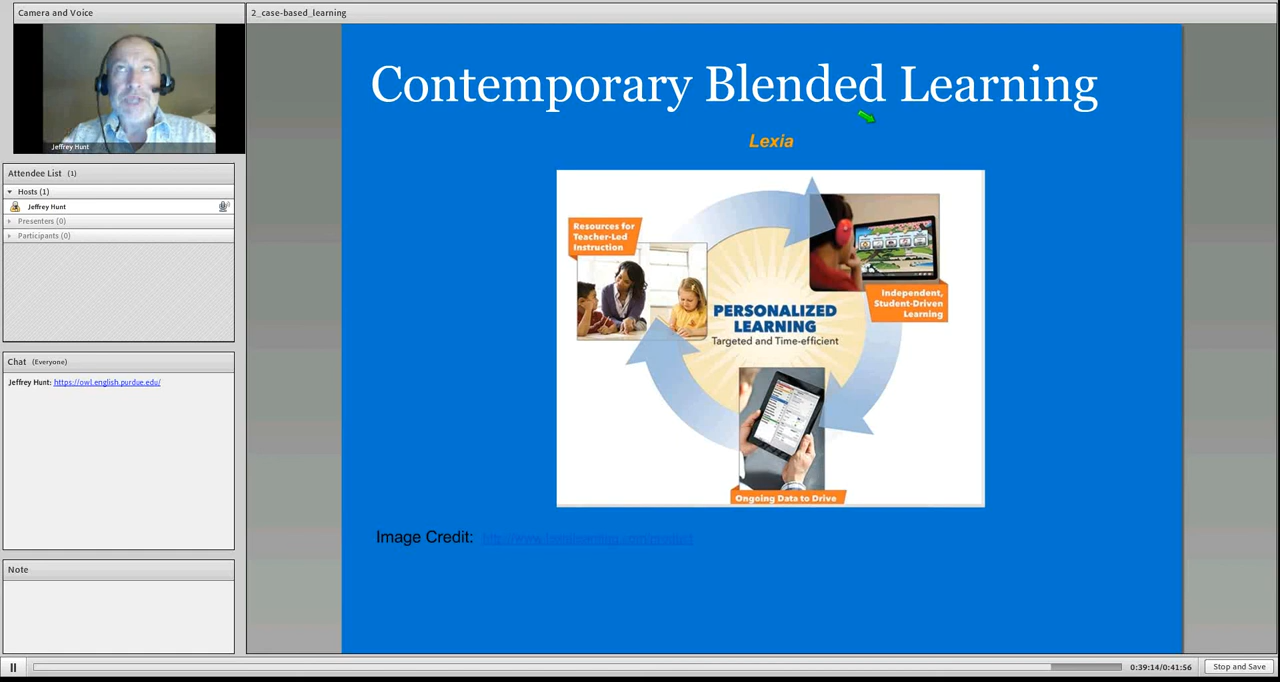 Camera and Voice
Jeffrey Hunt
Attendee List (1)
Hosts (1)
Jeffrey Hunt
Presenters (0)
Participants (0)
Chat (Everyone)
Jeffrey Hunt: https://owl.english.purdue.edu/
Note
2_case-based_learning
Contemporary Blended Learning
Lexia
Resources for
Teacher-Led
Instruction
Independent,
Student-Driven
Learning
PERSONALIZED
LEARNING
Targeted and Time-efficient
Ongoing Data to Drive
Image Credit:
0:39:14/0:41:56
Stop and Save